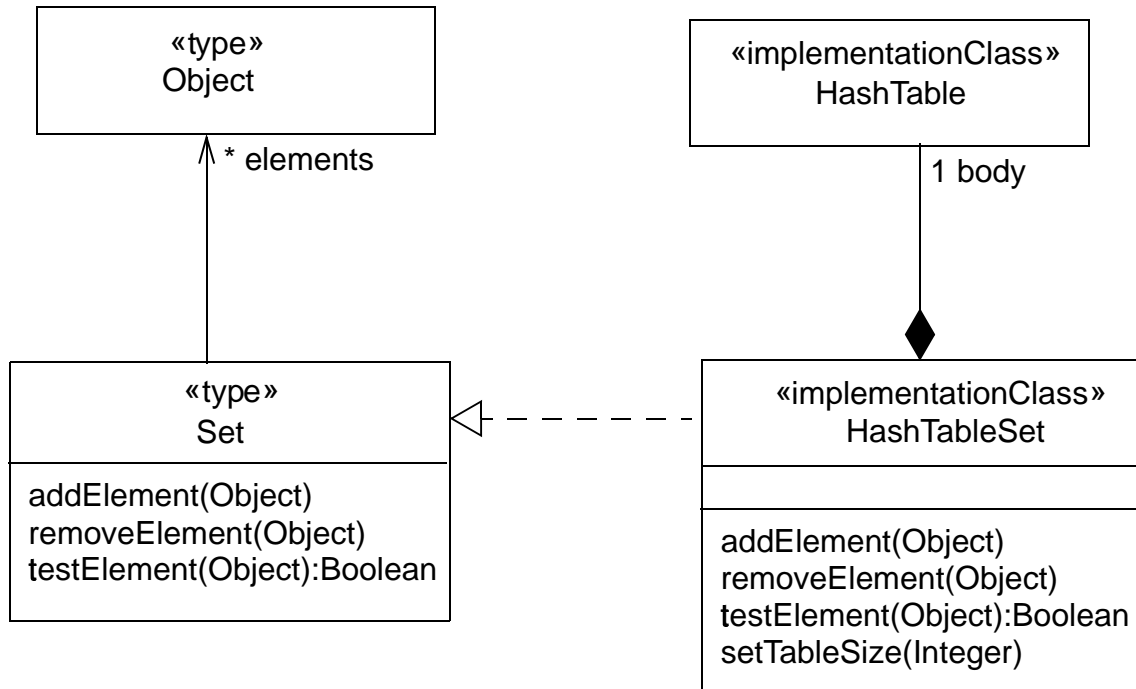 «type»
Object
* elements
«implementationClass»
HashTable
1 body
«type»
Set
addElement(Object)
removeElement(Object)
testElement(Object):Boolean
«implementationClass»
HashTableSet
addElement(Object)
removeElement(Object)
testElement(Object):Boolean
setTableSize(Integer)